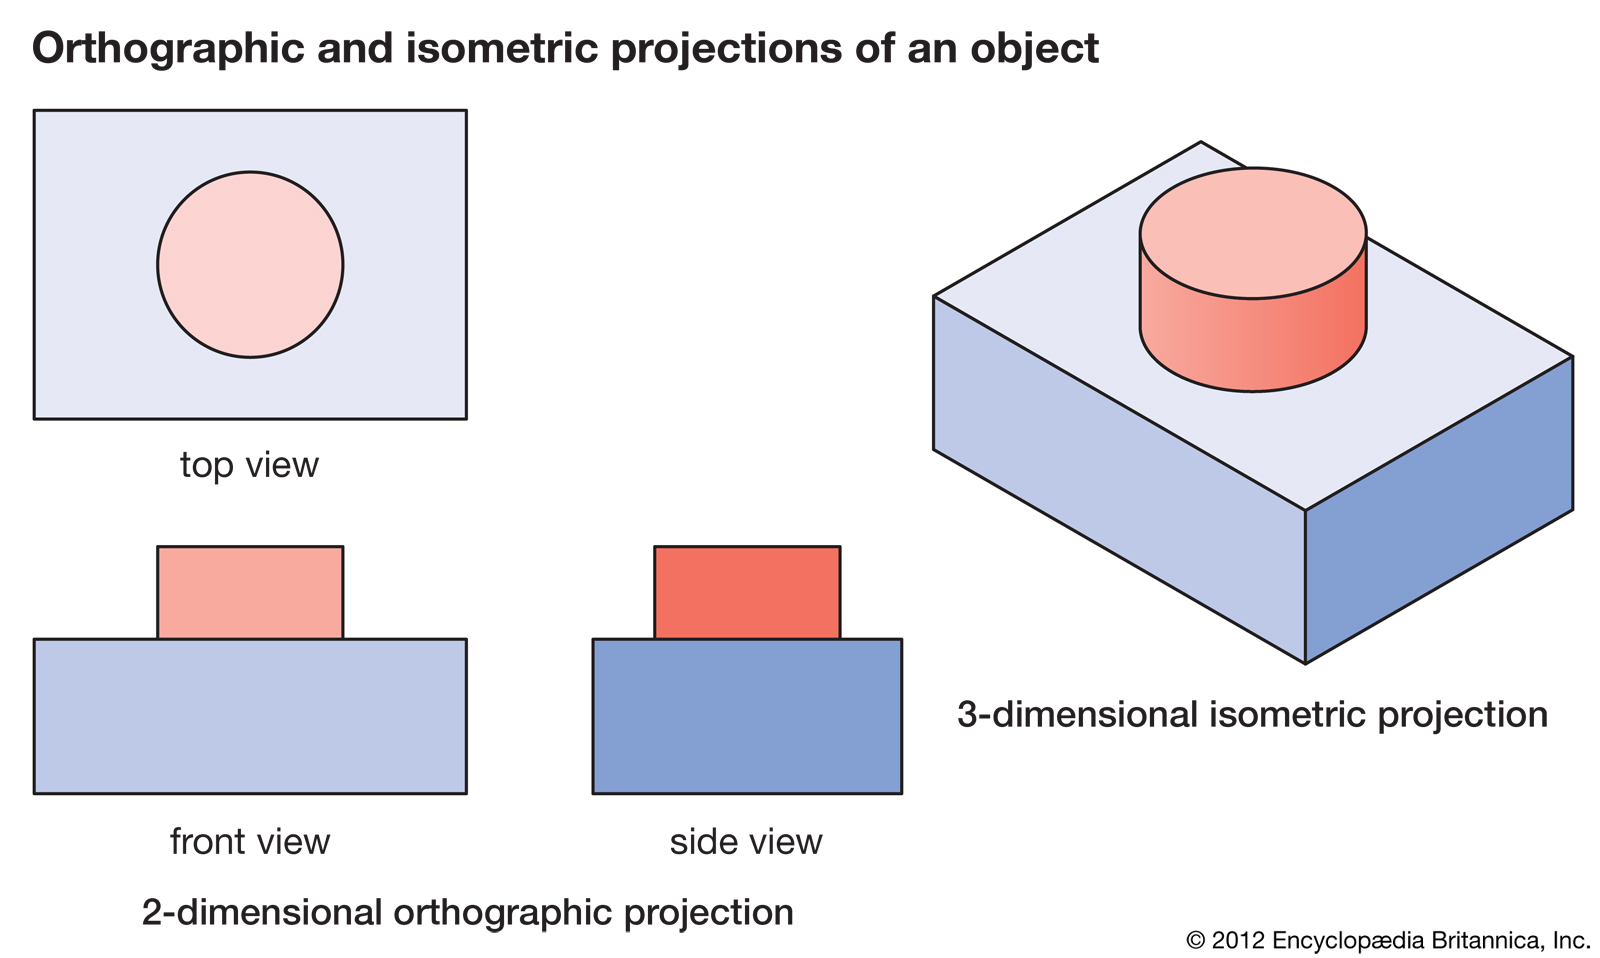 Orthographic and isometric projections of an object
top view
front view
side view
3-dimensional isometric projection
2-dimensional orthographic projection
© 2012 Encyclopædia Britannica, Inc.